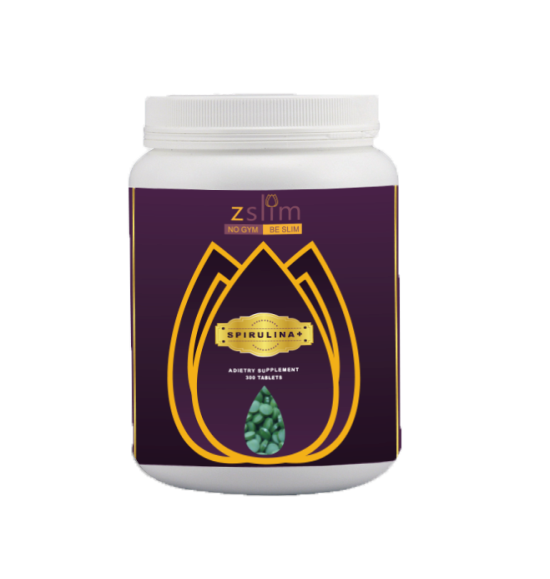 zslim
NO GYM BE SLIM
SPIRULINA+
ADIETRY SUPPLEMENT
300 TABLETS